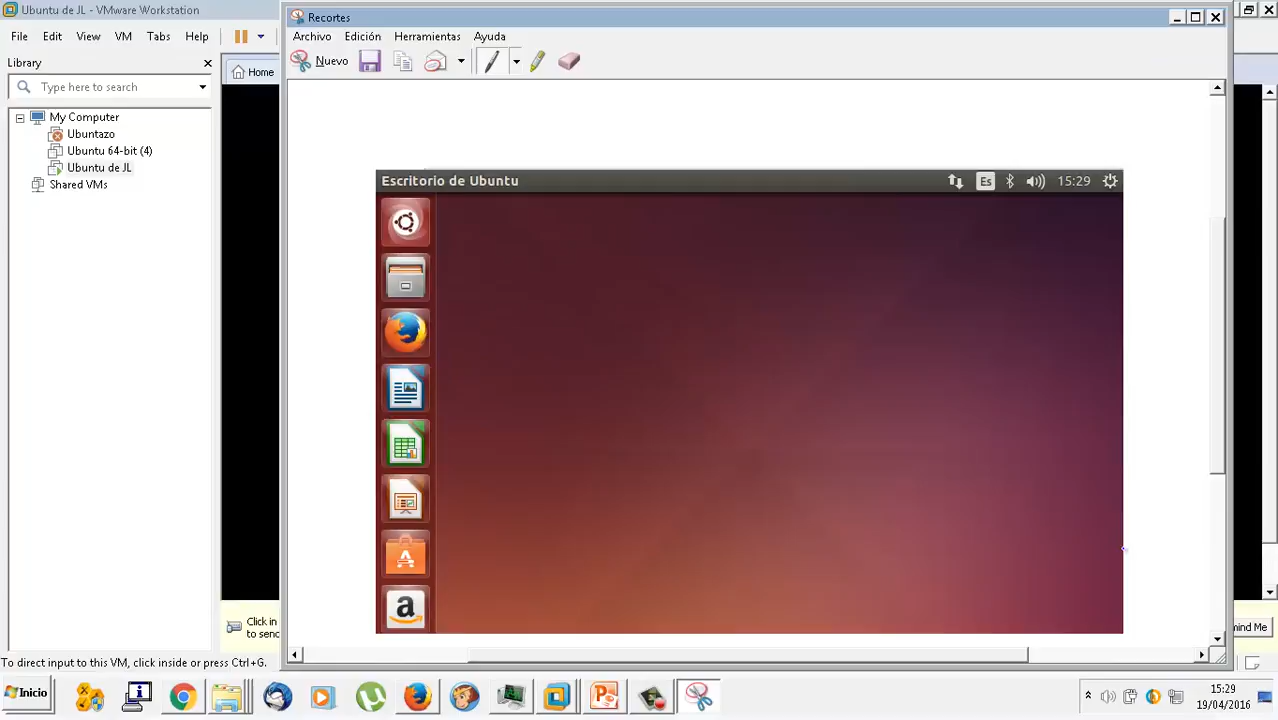 Ubuntu de JL - VMware Workstation
File Edit View VM Tabs Help
Library
Type here to search
My Computer
Ubuntazo
Ubuntu 64-bit (4)
Ubuntu de JL
Shared VMs
Home
Recortes
Archivo Edición Herramientas Ayuda
Nuevo
Escritorio de Ubuntu
Es
15:29
Click in
to send
mind Me
To direct input to this VM, click inside or press Ctrl+G.
Inicio
15:29
19/04/2016